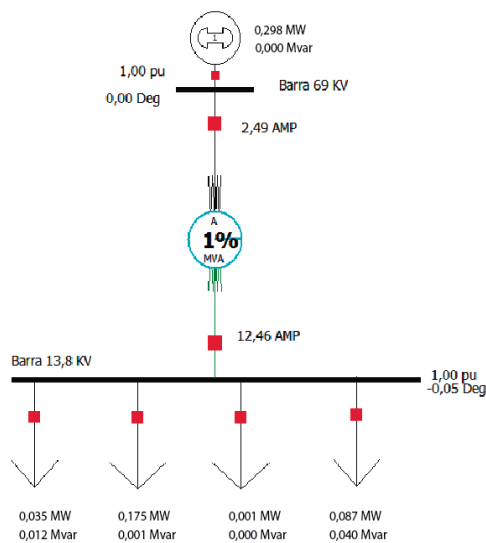 1
0,298 MW
0,000 Mvar
1,00 pu
0,00 Deg
Barra 69 KV
2,49 AMP
A
1%
MVA
12,46 AMP
Barra 13,8 KV
1,00 pu
-0,05 Deg
0,035 MW
0,012 Mvar
0,175 MW
0,001 Mvar
0,001 MW
0,000 Mvar
0,087 MW
0,040 Mvar